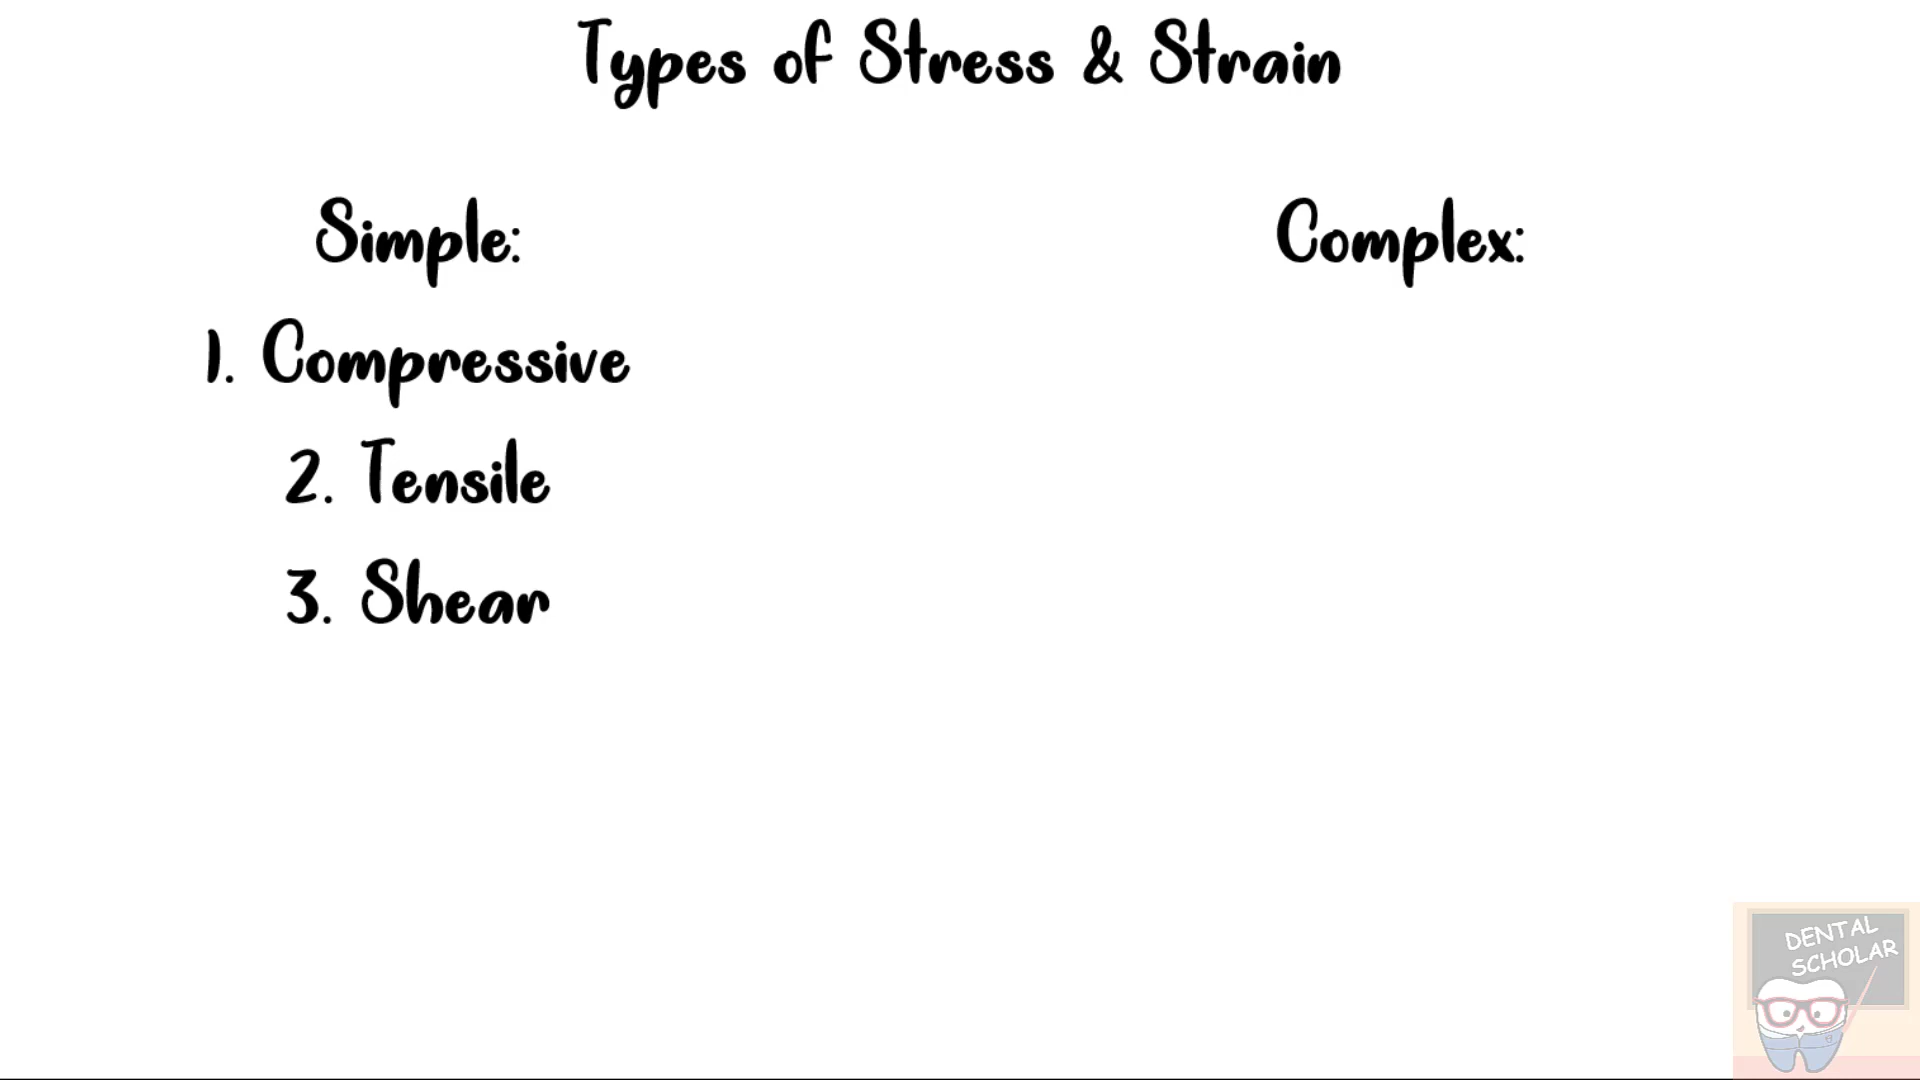 Types of Stress & Strain
Simple:
1. Compressive
2. Tensile
3. Shear
Complex:
DENTAL
SCHOLAR